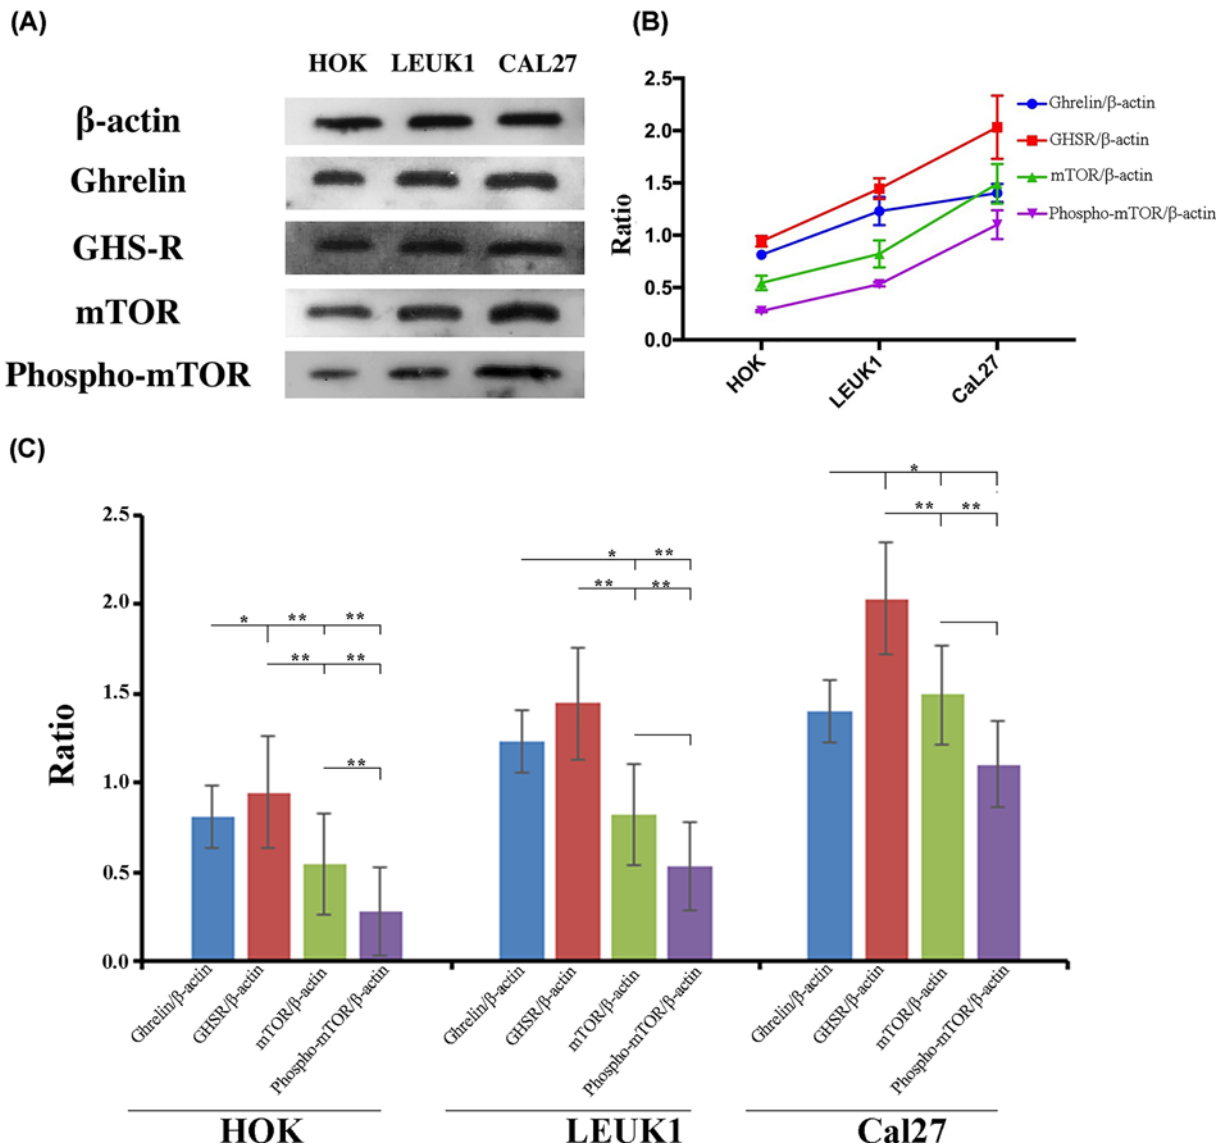 (A)
HOK LEUK1 CAL27
β-actin
Ghrelin
GHS-R
mTOR
Phospho-mTOR
(B)
2.5
2.0
1.5
1.0
0.5
0.0
Ratio
HOK
LEUK1
CaL27
Ghrelin/β-actin
GHSR/β-actin
mTOR/β-actin
Phospho-mTOR/β-actin
(C)
2.5
2.0
1.5
1.0
0.5
0.0
Ratio
* ** **
** **
**
* **
** **
*
** **
Ghrelin/β-actin
GHSR/β-actin
mTOR/β-actin
Phospho-mTOR/β-actin
Ghrelin/β-actin
GHSR/β-actin
mTOR/β-actin
Phospho-mTOR/β-actin
Ghrelin/β-actin
GHSR/β-actin
mTOR/β-actin
Phospho-mTOR/β-actin
HOK LEUK1 Cal27